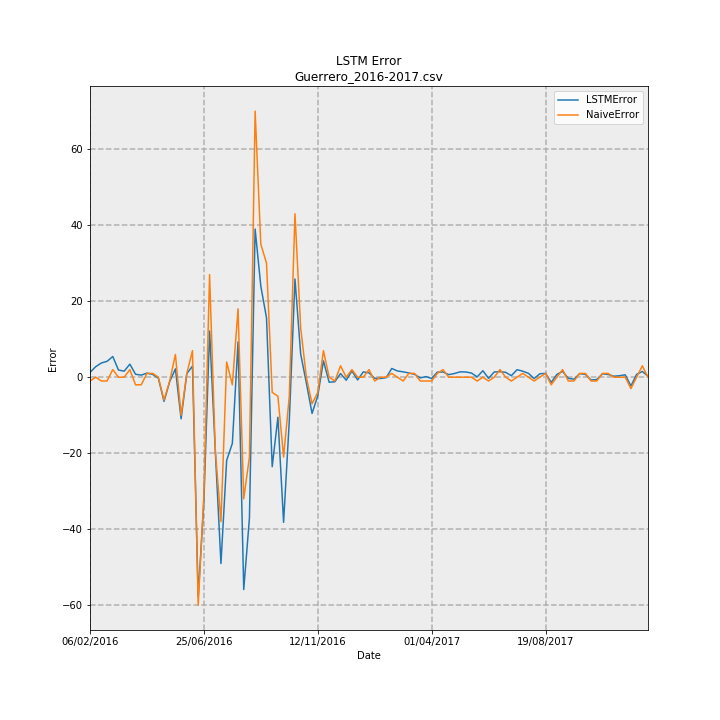 LSTM Error
Guerrero_2016-2017.csv
LSTMError
NaiveError
Error
60
40
20
0
−20
−40
−60
06/02/2016
25/06/2016
12/11/2016
01/04/2017
19/08/2017
Date